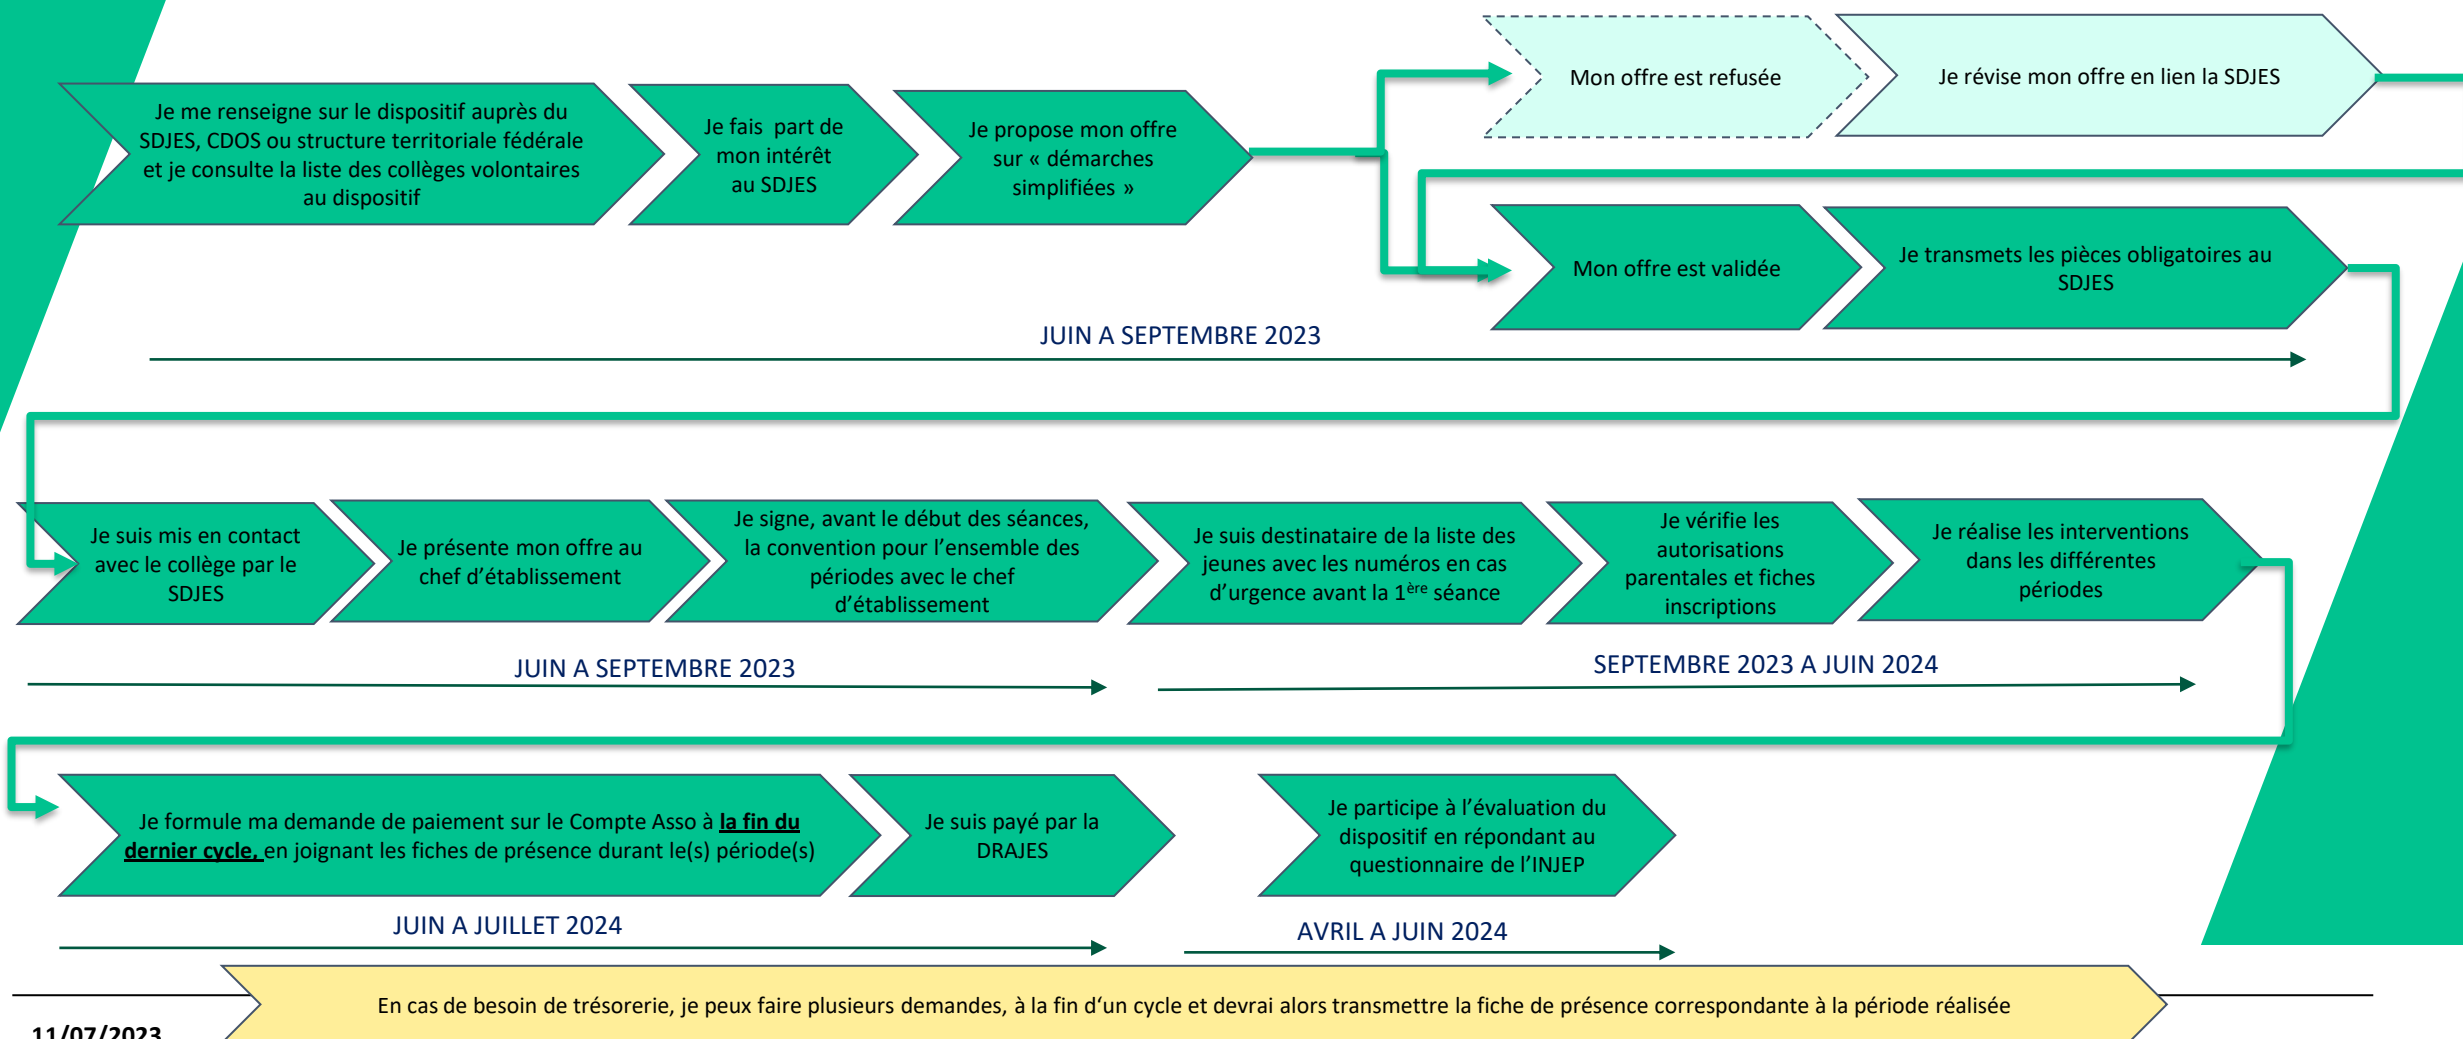 Je me renseigne sur le dispositif auprès du
SDJES, CDOS ou structure territoriale fédérale
et je consulte la liste des collèges volontaires
au dispositif
Je fais part de
mon intérêt
au SDJES
Je propose mon offre
sur « démarches
simplifiées »
Mon offre est refusée
Je révise mon offre en lien la SDJES
Mon offre est validée
Je transmets les pièces obligatoires au
SDJES
JUIN A SEPTEMBRE 2023
Je suis mis en contact
avec le collège par le
SDJES
Je présente mon offre au
chef d’établissement
Je signe, avant le début des séances,
la convention pour l’ensemble des
périodes avec le chef
d’établissement
Je suis destinataire de la liste des
jeunes avec les numéros en cas
d’urgence avant la 1ère séance
Je vérifie les
autorisations
parentales et fiches
inscriptions
Je réalise les interventions
dans les différentes
périodes
JUIN A SEPTEMBRE 2023
SEPTEMBRE 2023 A JUIN 2024
Je formule ma demande de paiement sur le Compte Asso à la fin du
dernier cycle, en joignant les fiches de présence durant le(s) période(s)
Je suis payé par la
DRAJES
Je participe à l’évaluation du
dispositif en répondant au
questionnaire de l’INJEP
JUIN A JUILLET 2024
AVRIL A JUIN 2024
En cas de besoin de trésorerie, je peux faire plusieurs demandes, à la fin d‘un cycle et devrai alors transmettre la fiche de présence correspondante à la période réalisée
11/07/2023